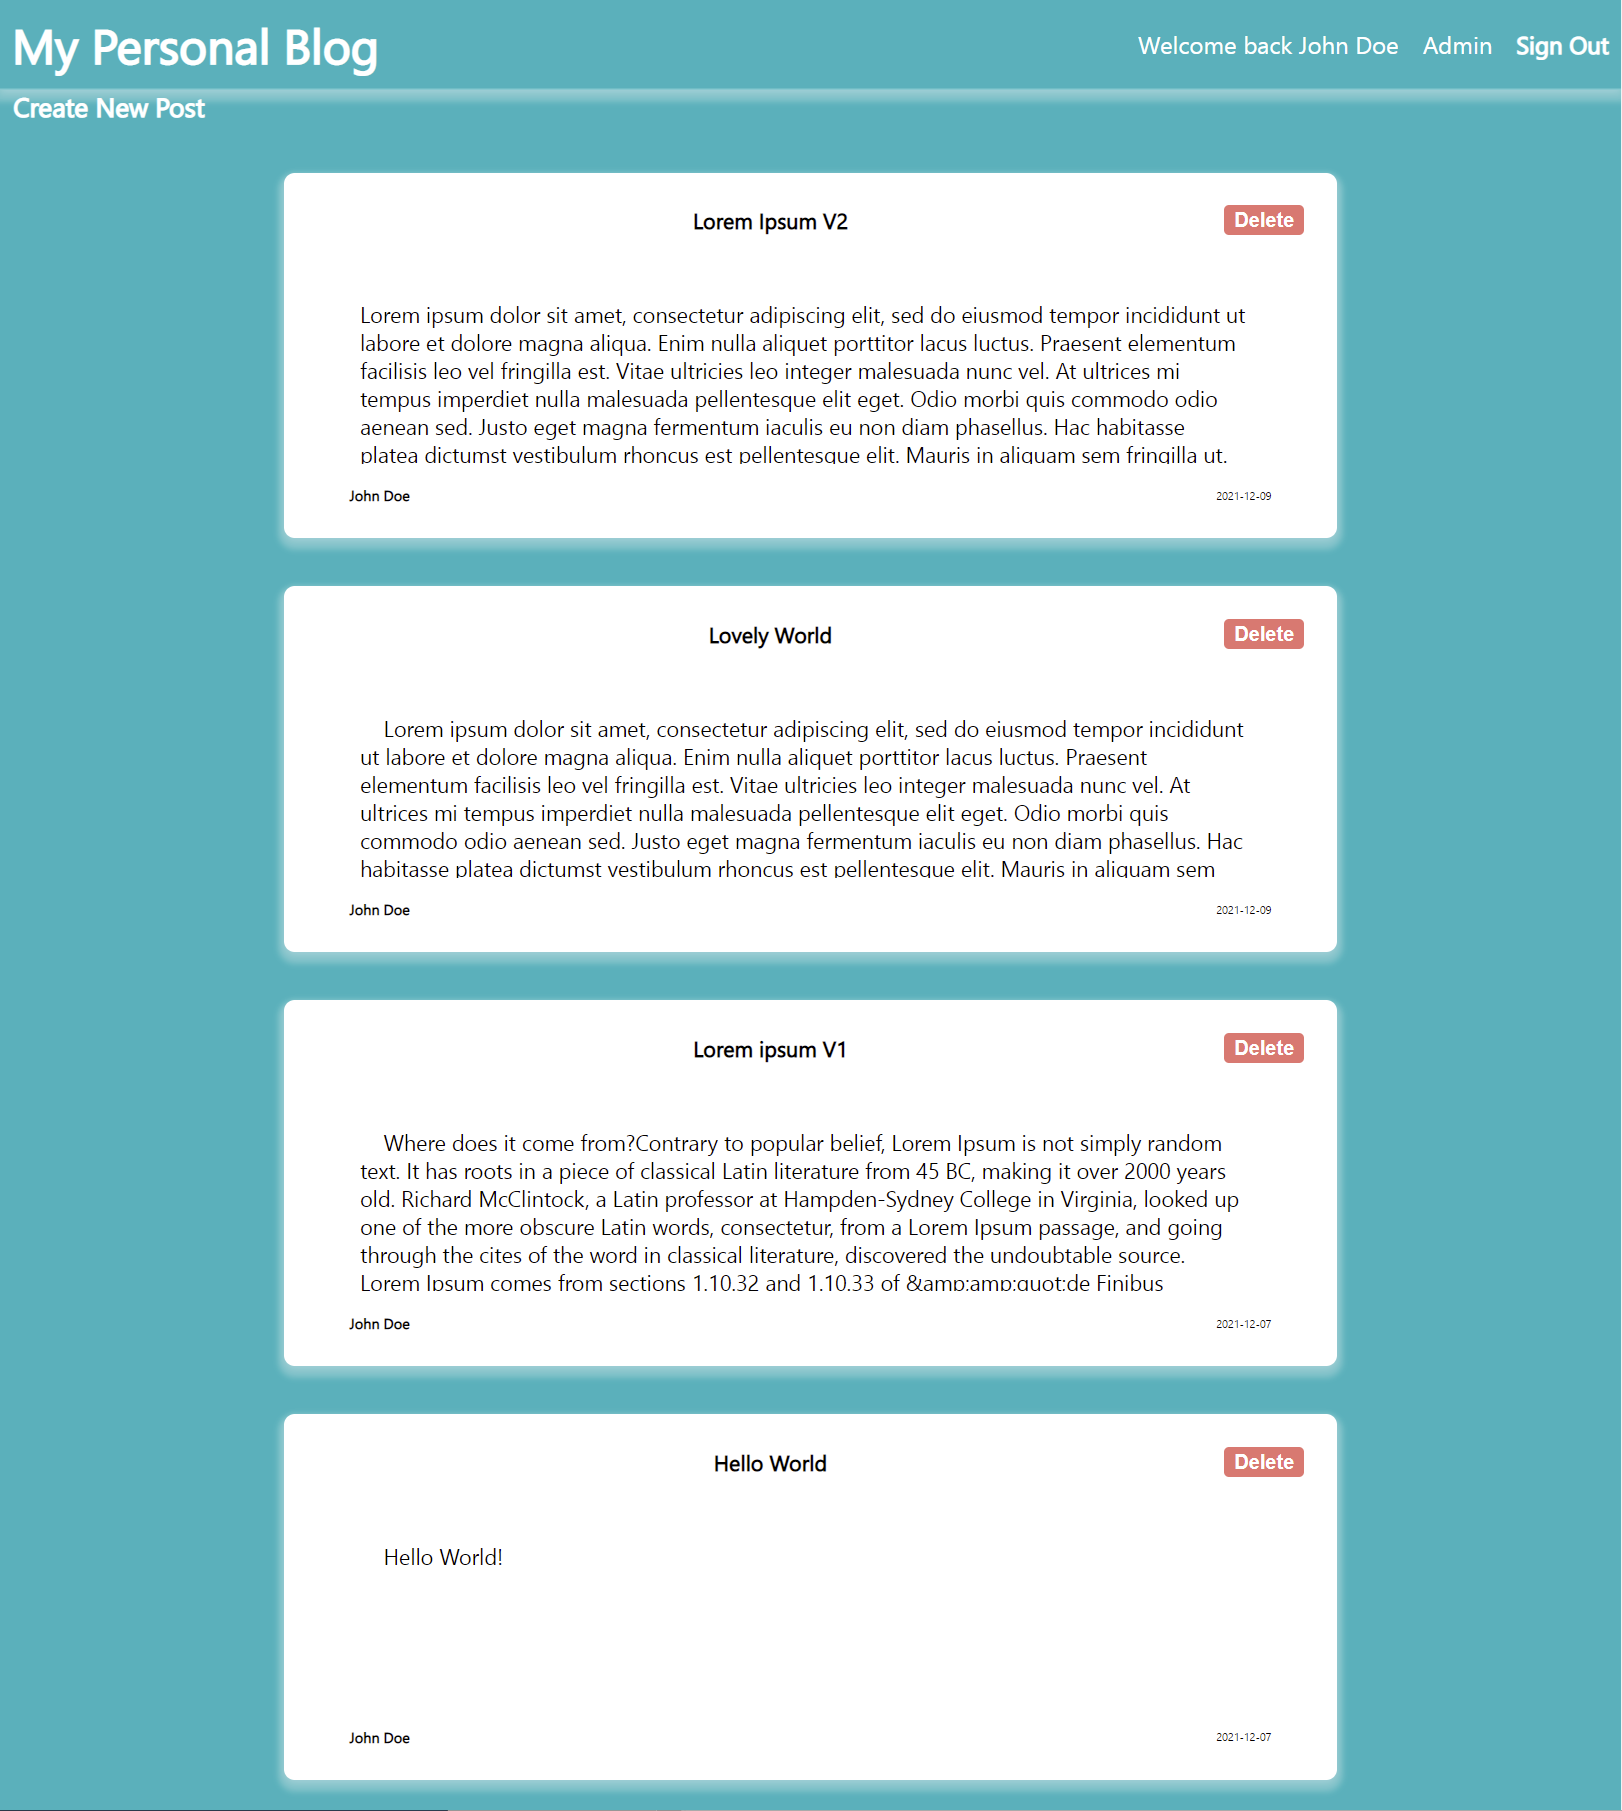 My Personal Blog
Welcome back John Doe Admin Sign Out
Create New Post
Lorem Ipsum V2
Delete
Lorem ipsum dolor sit amet, consectetur adipiscing elit, sed do eiusmod tempor incididunt ut
labore et dolore magna aliqua. Enim nulla aliquet porttitor lacus luctus. Praesent elementum
facilisis leo vel fringilla est. Vitae ultricies leo integer malesuada nunc vel. At ultrices mi
tempus imperdiet nulla malesuada pellentesque elit eget. Odio morbi quis commodo odio
aenean sed. Justo eget magna fermentum iaculis eu non diam phasellus. Hac habitasse
platea dictumst vestibulum rhoncus est pellentesque elit. Mauris in aliquam sem fringilla ut.
John Doe
2021-12-09
Lovely World
Delete
Lorem ipsum dolor sit amet, consectetur adipiscing elit, sed do eiusmod tempor incididunt
ut labore et dolore magna aliqua. Enim nulla aliquet porttitor lacus luctus. Praesent
elementum facilisis leo vel fringilla est. Vitae ultricies leo integer malesuada nunc vel. At
ultrices mi tempus imperdiet nulla malesuada pellentesque elit eget. Odio morbi quis
commodo odio aenean sed. Justo eget magna fermentum iaculis eu non diam phasellus. Hac
habitasse platea dictumst vestibulum rhoncus est pellentesque elit. Mauris in aliquam sem
John Doe
2021-12-09
Lorem ipsum V1
Delete
Where does it come from?Contrary to popular belief, Lorem Ipsum is not simply random
text. It has roots in a piece of classical Latin literature from 45 BC, making it over 2000 years
old. Richard McClintock, a Latin professor at Hampden-Sydney College in Virginia, looked up
one of the more obscure Latin words, consectetur, from a Lorem Ipsum passage, and going
through the cites of the word in classical literature, discovered the undoubtable source.
Lorem Ipsum comes from sections 1.10.32 and 1.10.33 of &amp;amp;quot;de Finibus
John Doe
2021-12-07
Hello World
Delete
Hello World!
John Doe
2021-12-07